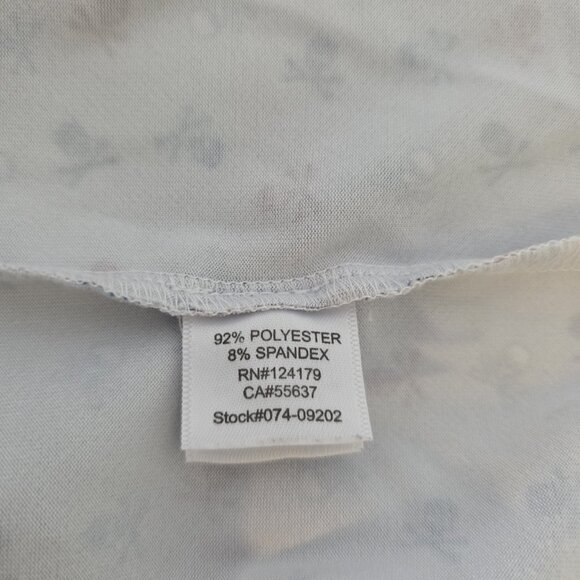 92% POLYESTER
8% SPANDEX
RN#124179
CA#55637
Stock#074-09202